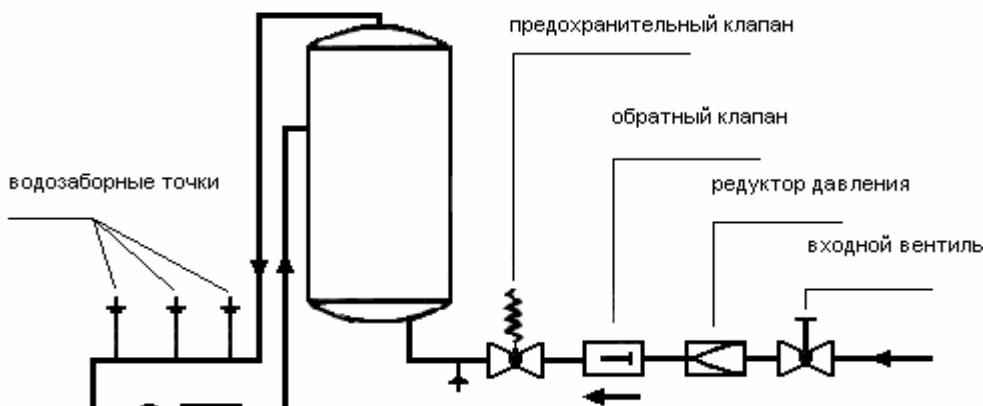 предохранительный клапан
обратный клапан
водозаборные точки
редуктор давления
входной вентиль